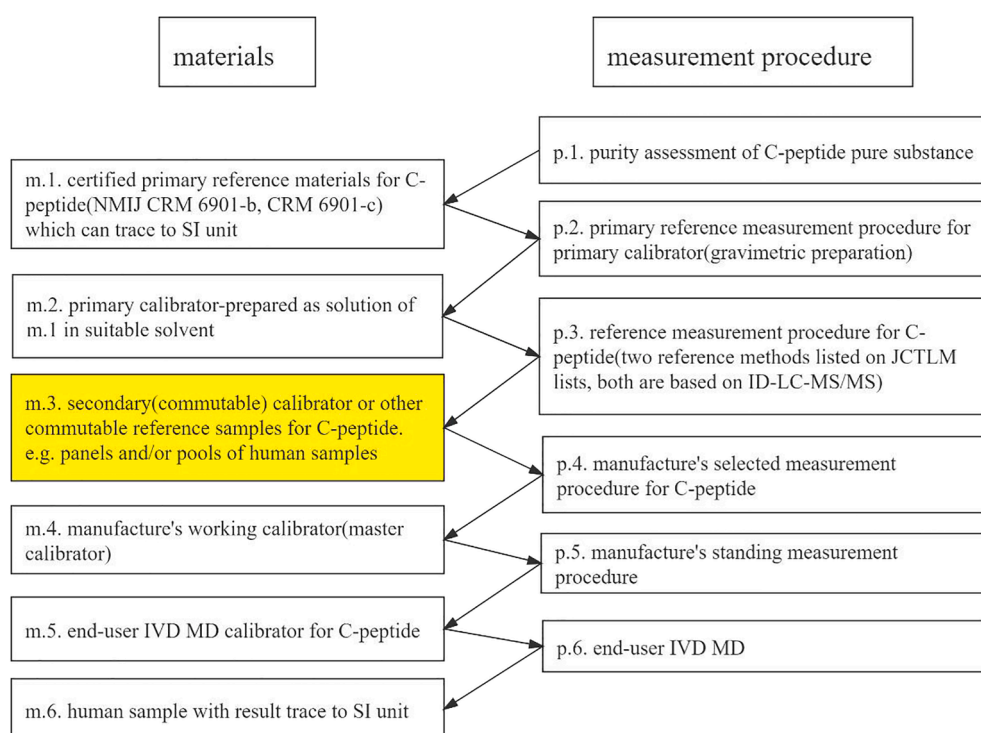 materials
measurement procedure
p.1. purity assessment of C-peptide pure substance
m.1. certified primary reference materials for C-
peptide(NMIJ CRM 6901-b, CRM 6901-c)
which can trace to SI unit
p.2. primary reference measurement procedure for
primary calibrator(gravimetric preparation)
m.2. primary calibrator-prepared as solution of
m.1 in suitable solvent
p.3. reference measurement procedure for C-
peptide(two reference methods listed on JCTLM
lists, both are based on ID-LC-MS/MS)
m.3. secondary(commutable) calibrator or other
commutable reference samples for C-peptide.
e.g. panels and/or pools of human samples
p.4. manufacture's selected measurement
procedure for C-peptide
m.4. manufacture's working calibrator(master
calibrator)
p.5. manufacture's standing measurement
procedure
m.5. end-user IVD MD calibrator for C-peptide
p.6. end-user IVD MD
m.6. human sample with result trace to SI unit